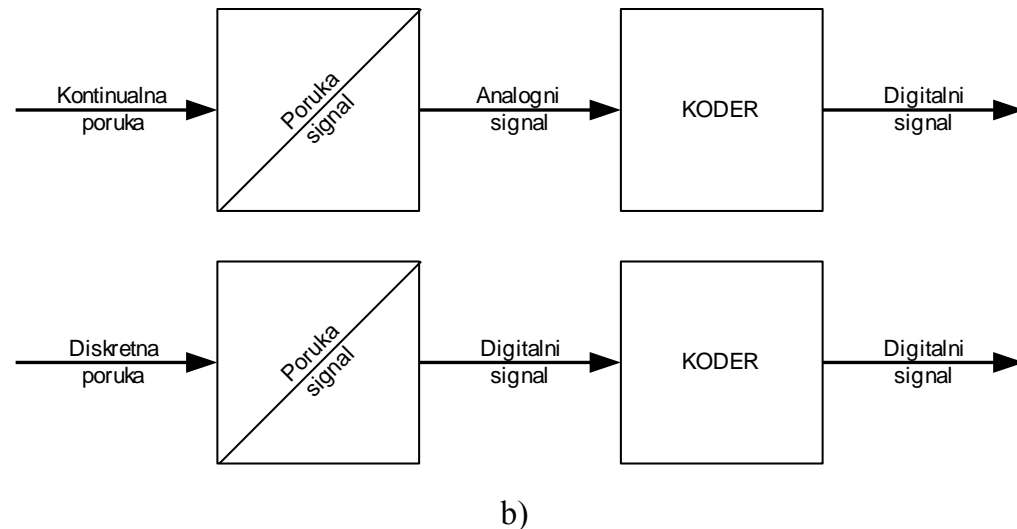 Kontinualna
poruka
Poruka
signal
Analogni
signal
KODER
Digitalni
signal
Diskretna
poruka
Poruka
signal
Digitalni
signal
KODER
Digitalni
signal
b)